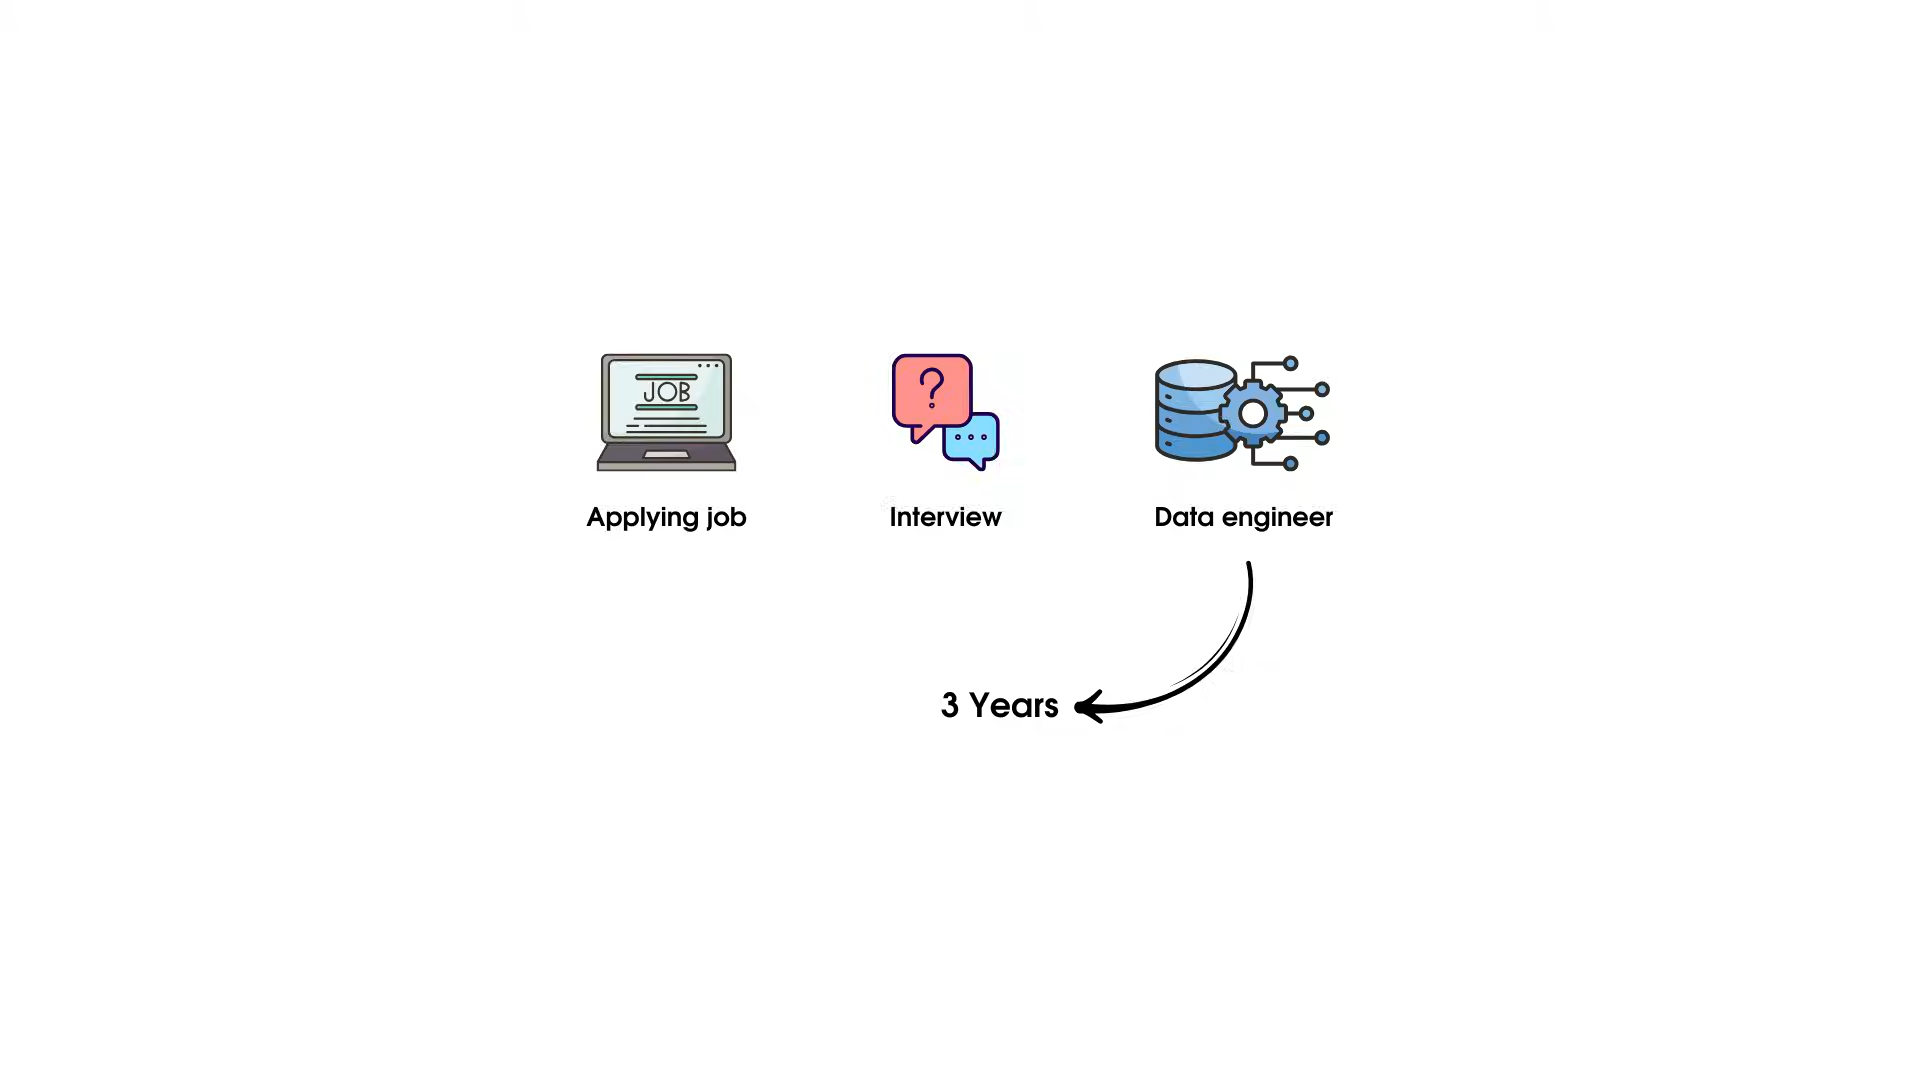 JOB
?
Applying job
Interview
Data engineer
3 Years